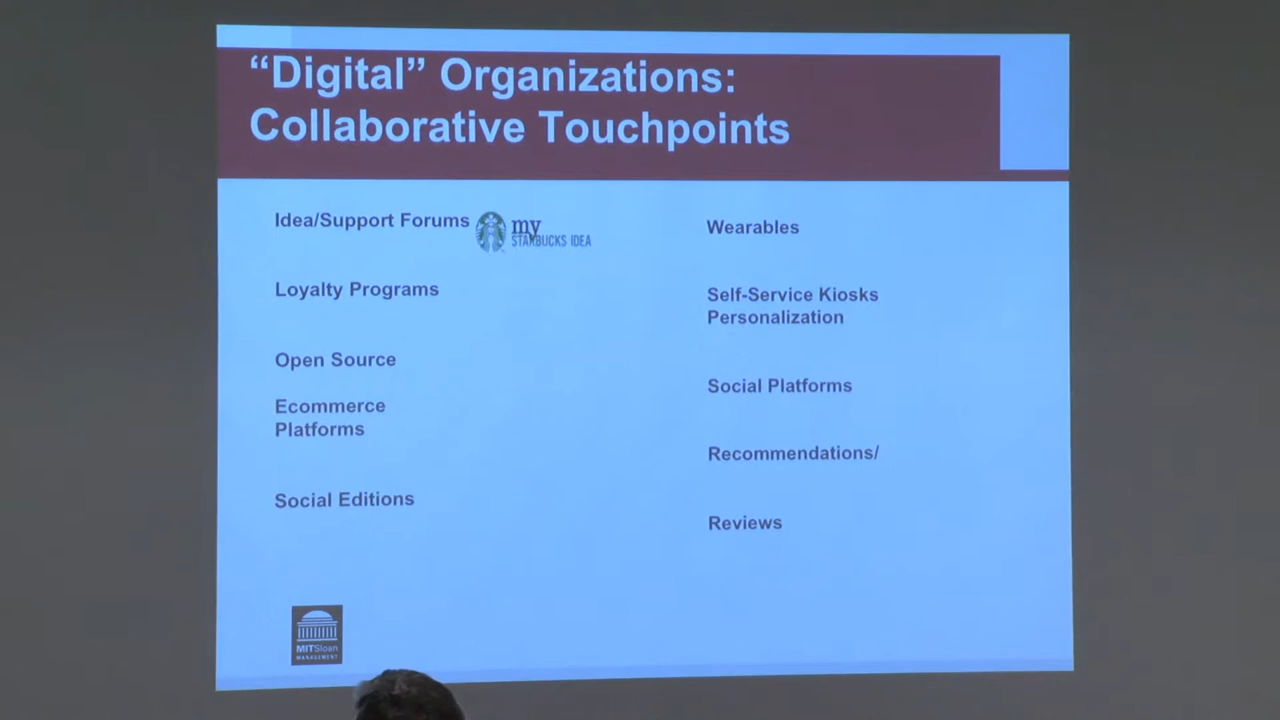 “Digital” Organizations:
Collaborative Touchpoints
Idea/Support Forums
my
STARBUCKS IDEA
Loyalty Programs
Open Source
Ecommerce
Platforms
Social Editions
Wearables
Self-Service Kiosks
Personalization
Social Platforms
Recommendations/
Reviews
MITSloan
MANAGEMENT